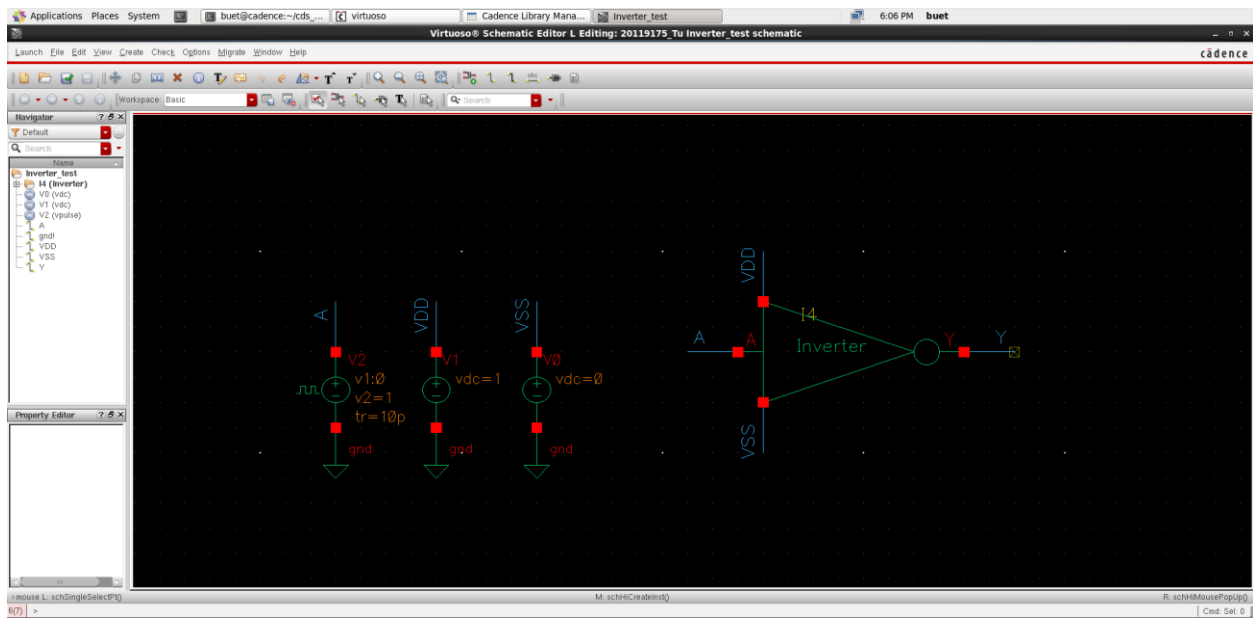 Applications Places System buet@cadence:~/cds_... virtuoso Cadence Library Mana... Inverter_test 6:06 PM buet
Virtuoso® Schematic Editor L Editing: 20119175_Tu Inverter_test schematic
Launch File Edit View Create Check Options Migrate Window Help cādence
Workspace: Basic Search
Navigator
Default
Search
Name
Inverter_test
I4 (Inverter)
V0 (vdc)
V1 (vdc)
V2 (vpulse)
A
gnd!
VDD
VSS
Y
Property Editor
A
VDD
VSS
V2
V1
V0
v1:0
v2=1
tr=10p
vdc=1
vdc=0
gnd
gnd
gnd
VDD
I4
A
A
Inverter
Y
Y
VSS
mouse L: schSingleSelectPt() M: schHiCreateInst() R: schHiMousePopUp()
6(7) > Cmd: Sel: 0